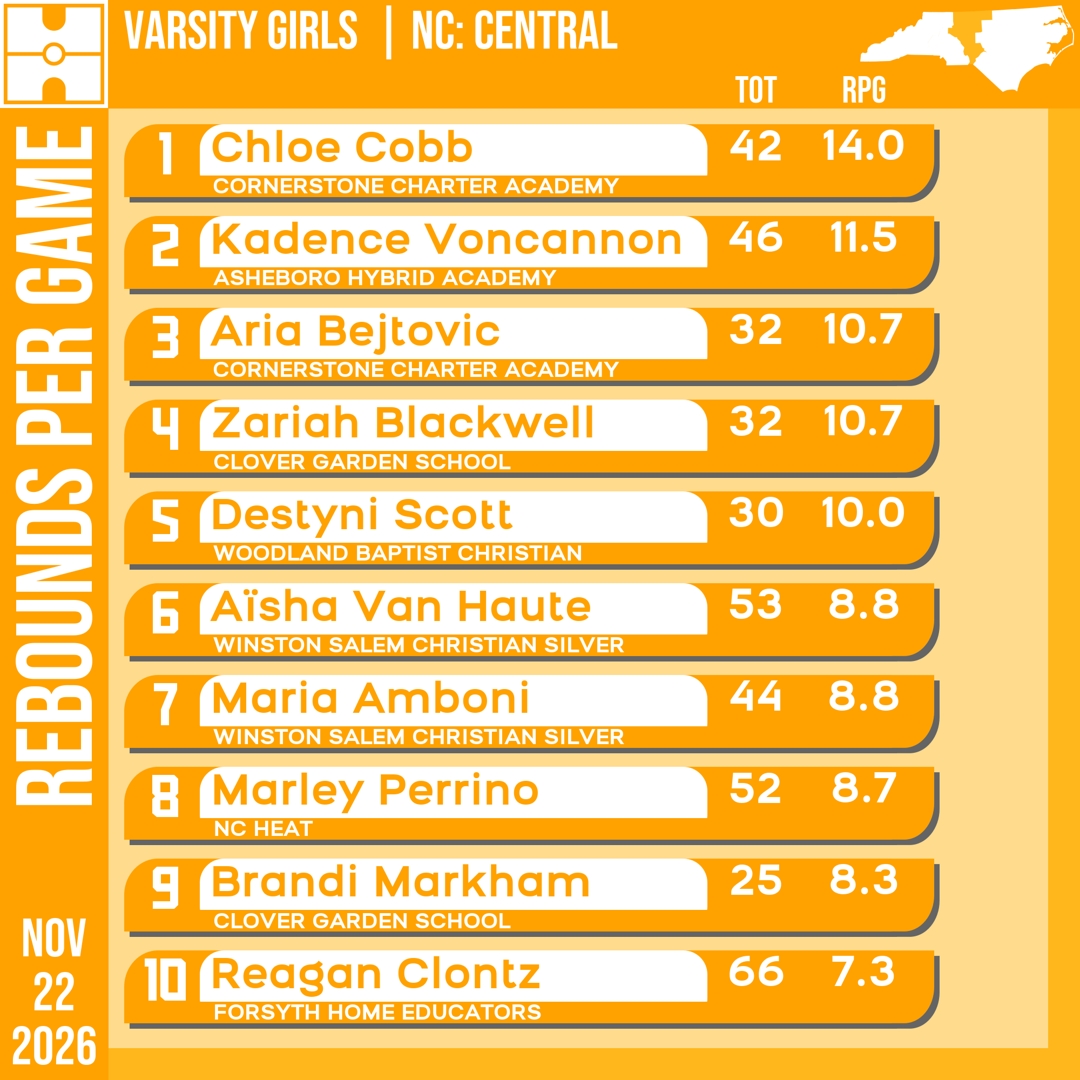 VARSITY GIRLS | NC: CENTRAL
TOT RPG
REBOUNDS PER GAME
NOV
22
2026
1 Chloe Cobb 42 14.0
CORNERSTONE CHARTER ACADEMY
2 Kadence Voncannon 46 11.5
ASHEBORO HYBRID ACADEMY
3 Aria Bejtovic 32 10.7
CORNERSTONE CHARTER ACADEMY
4 Zariah Blackwell 32 10.7
CLOVER GARDEN SCHOOL
5 Destyni Scott 30 10.0
WOODLAND BAPTIST CHRISTIAN
6 Aïsha Van Haute 53 8.8
WINSTON SALEM CHRISTIAN SILVER
7 Maria Amboni 44 8.8
WINSTON SALEM CHRISTIAN SILVER
8 Marley Perrino 52 8.7
NC HEAT
9 Brandi Markham 25 8.3
CLOVER GARDEN SCHOOL
10 Reagan Clontz 66 7.3
FORSYTH HOME EDUCATORS